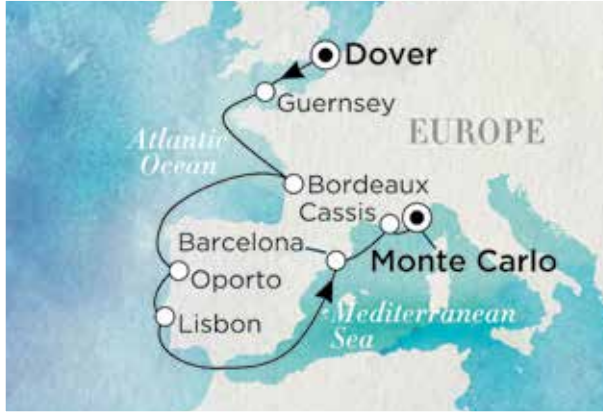 Dover
Guernsey
EUROPE
Atlantic
Ocean
Bordeaux
Cassis
Barcelona
Monte Carlo
Oporto
Lisbon
Mediterranean
Sea